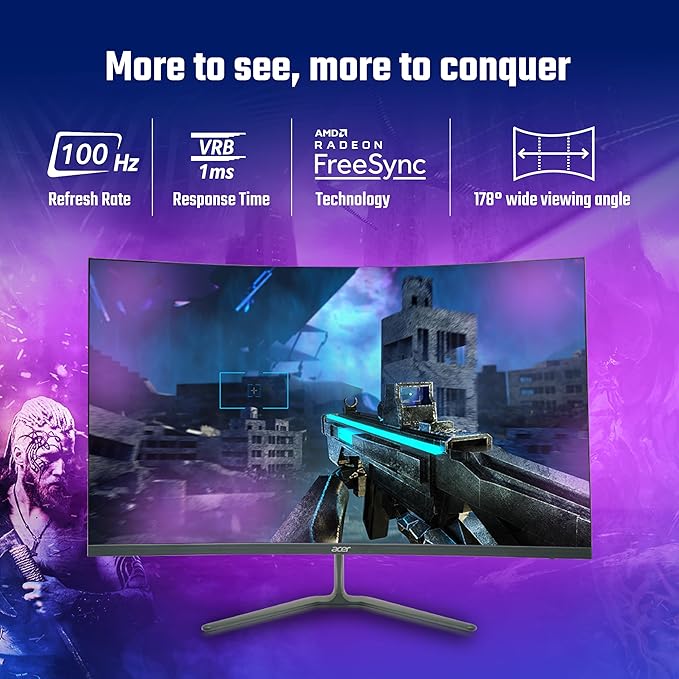 More to see, more to conquer
100 Hz
Refresh Rate
VRB
1ms
Response Time
AMD
RADEON
FreeSync
Technology
178° wide viewing angle
acer